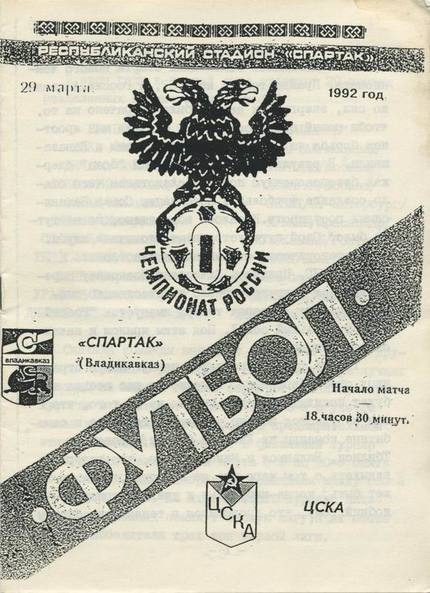 РЕСПУБЛИКАНСКИЙ СТАДИОН «СПАРТАК»
29 марта
1992 год
I
ЧЕМПИОНАТ РОССИИ
«СПАРТАК»
(Владикавказ)
ВЛАДИКАВКАЗ
ФУТБОЛ
Начало матча
18 часов 30 минут.
ЦСКА
ЦСКА